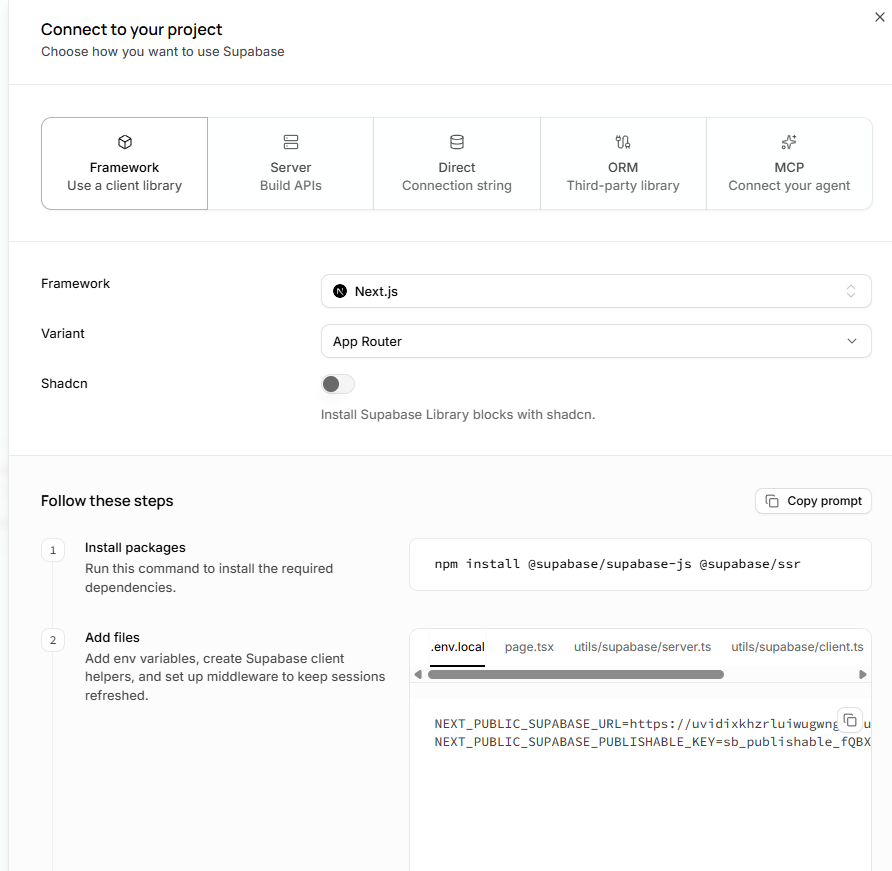 Connect to your project
Choose how you want to use Supabase
Framework
Use a client library
Server
Build APIs
Direct
Connection string
ORM
Third-party library
MCP
Connect your agent
Framework
Next.js
Variant
App Router
Shadcn
Install Supabase Library blocks with shadcn.
Follow these steps
Copy prompt
1
Install packages
Run this command to install the required
dependencies.
npm install @supabase/supabase-js @supabase/ssr
2
Add files
Add env variables, create Supabase client
helpers, and set up middleware to keep sessions
refreshed.
.env.local page.tsx utils/supabase/server.ts utils/supabase/client.ts
NEXT_PUBLIC_SUPABASE_URL=https://uvidixkhzrluiwugwng
NEXT_PUBLIC_SUPABASE_PUBLISHABLE_KEY=sb_publishable_fQBX